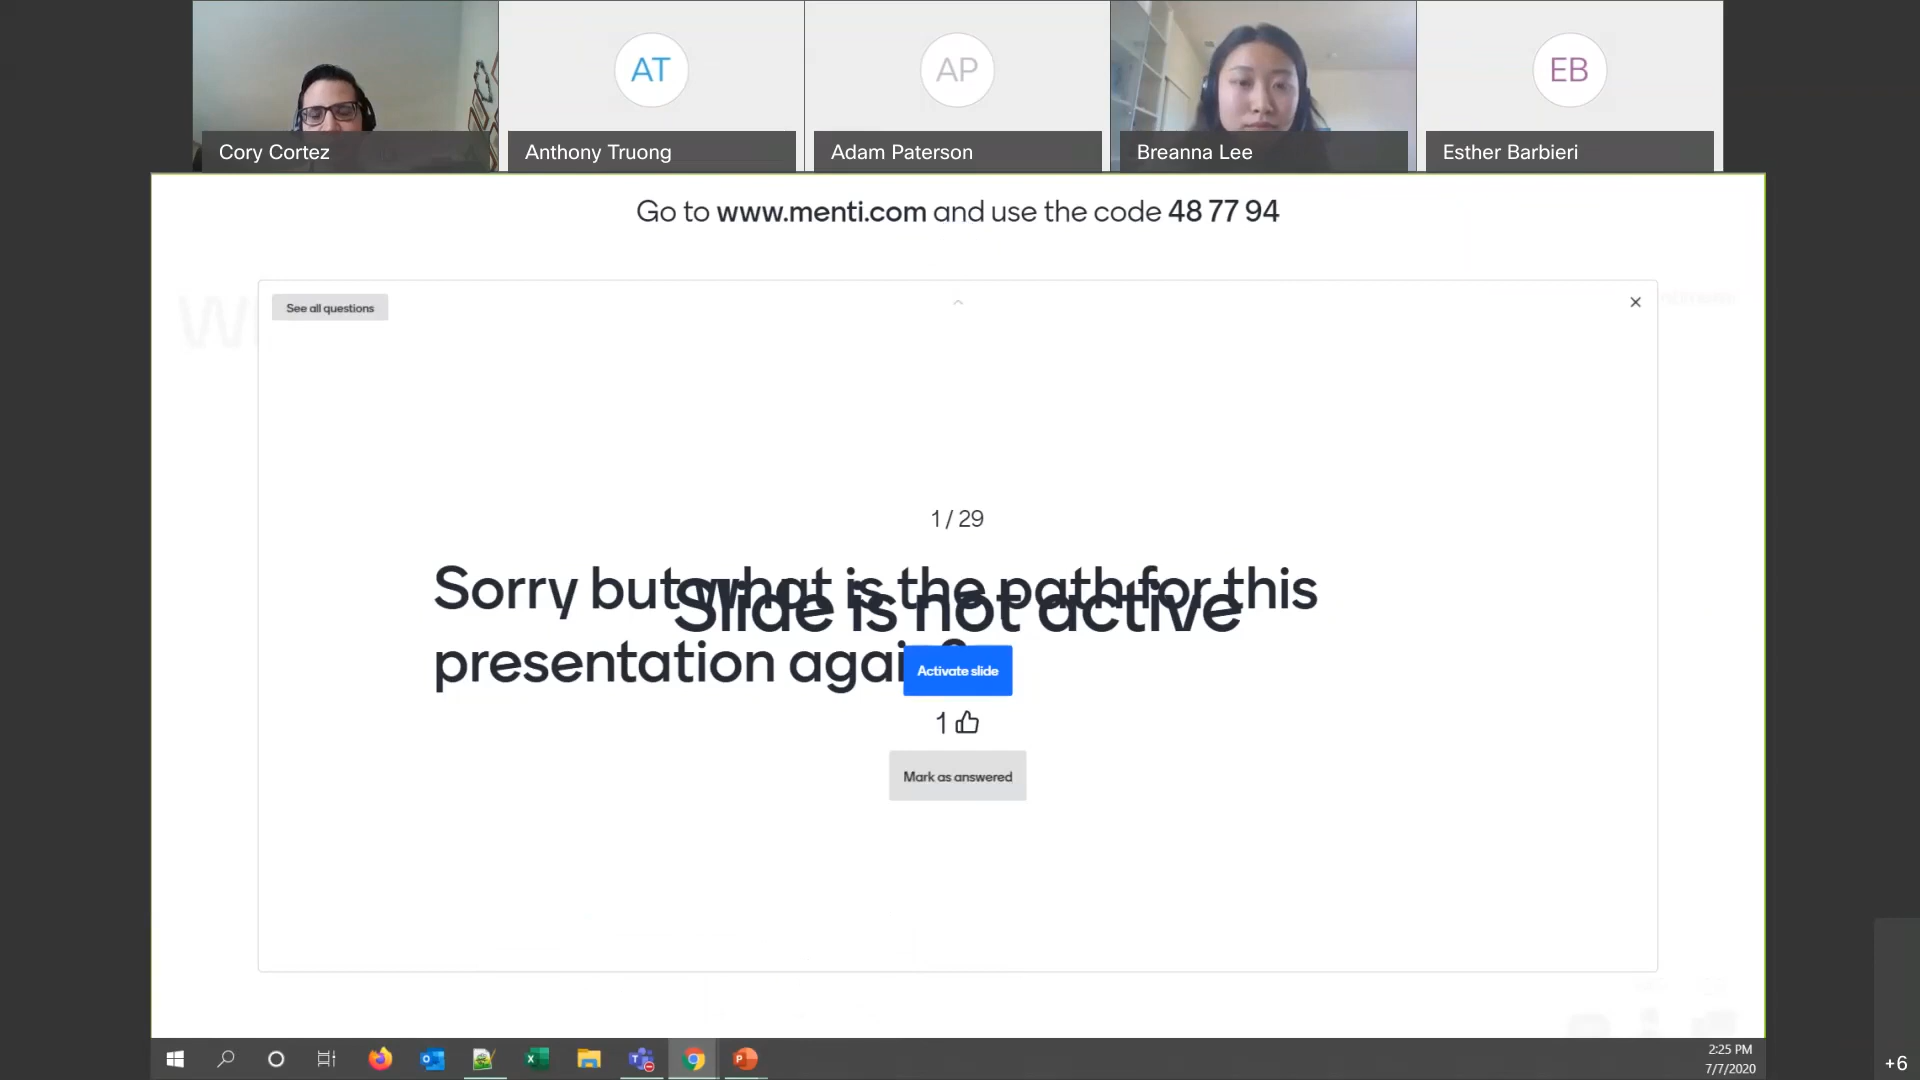 AT
AP
EB
Cory Cortez
Anthony Truong
Adam Paterson
Breanna Lee
Esther Barbieri
Go to www.menti.com and use the code 48 77 94
See all questions
1 / 29
Sorry but what is the path for this
Slide is not active
presentation again?
Activate slide
1
Mark as answered
2:25 PM
7/7/2020
+6